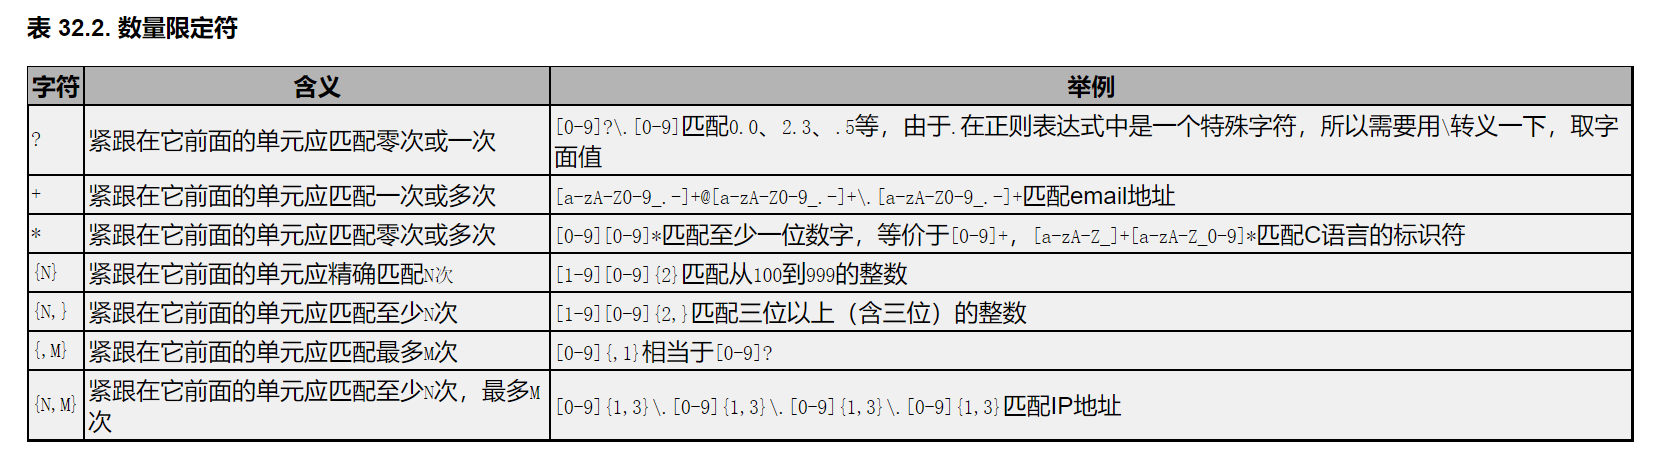 表 32.2. 数量限定符
字符 含义 举例
? 紧跟在它前面的单元应匹配零次或一次 [0-9]?\.[0-9]匹配0.0、2.3、.5等，由于.在正则表达式中是一个特殊字符，所以需要用\转义一下，取字
面值
+ 紧跟在它前面的单元应匹配一次或多次 [a-zA-Z0-9_.-]+@[a-zA-Z0-9_.-]+\.[a-zA-Z0-9_.-]+匹配email地址
* 紧跟在它前面的单元应匹配零次或多次 [0-9][0-9]*匹配至少一位数字，等价于[0-9]+，[a-zA-Z_]+[a-zA-Z_0-9]*匹配C语言的标识符
{N} 紧跟在它前面的单元应精确匹配N次 [1-9][0-9]{2}匹配从100到999的整数
{N,} 紧跟在它前面的单元应匹配至少N次 [1-9][0-9]{2,}匹配三位以上（含三位）的整数
{,M} 紧跟在它前面的单元应匹配最多M次 [0-9]{,1}相当于[0-9]?
{N,M} 紧跟在它前面的单元应匹配至少N次，最多M
次 [0-9]{1,3}\.[0-9]{1,3}\.[0-9]{1,3}\.[0-9]{1,3}匹配IP地址